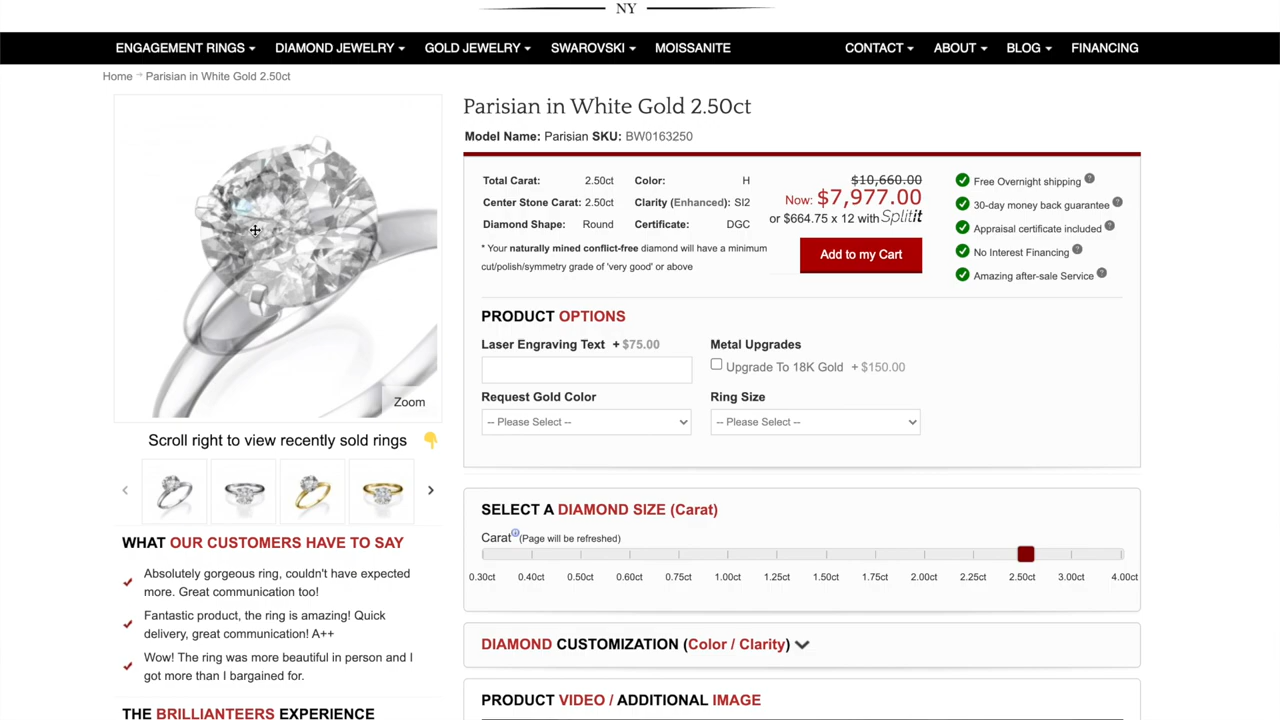 NY
ENGAGEMENT RINGS DIAMOND JEWELRY GOLD JEWELRY SWAROVSKI MOISSANITE CONTACT ABOUT BLOG FINANCING
Home → Parisian in White Gold 2.50ct
Parisian in White Gold 2.50ct
Model Name: Parisian SKU: BW0163250
Total Carat: 2.50ct Color: H
Center Stone Carat: 2.50ct Clarity (Enhanced): SI2
Diamond Shape: Round Certificate: DGC
* Your naturally mined conflict-free diamond will have a minimum
cut/polish/symmetry grade of 'very good' or above
$10,660.00
Now: $7,977.00
or $664.75 x 12 with Splitit
Add to my Cart
Free Overnight shipping ?
30-day money back guarantee ?
Appraisal certificate included ?
No Interest Financing ?
Amazing after-sale Service ?
PRODUCT OPTIONS
Laser Engraving Text + $75.00
Metal Upgrades
Upgrade To 18K Gold + $150.00
Request Gold Color
-- Please Select --
Ring Size
-- Please Select --
Zoom
Scroll right to view recently sold rings
WHAT OUR CUSTOMERS HAVE TO SAY
Absolutely gorgeous ring, couldn't have expected
more. Great communication too!
Fantastic product, the ring is amazing! Quick
delivery, great communication! A++
Wow! The ring was more beautiful in person and I
got more than I bargained for.
THE BRILLIANTEERS EXPERIENCE
SELECT A DIAMOND SIZE (Carat)
Carat (Page will be refreshed)
0.30ct 0.40ct 0.50ct 0.60ct 0.75ct 1.00ct 1.25ct 1.50ct 1.75ct 2.00ct 2.25ct 2.50ct 3.00ct 4.00ct
DIAMOND CUSTOMIZATION (Color / Clarity)
PRODUCT VIDEO / ADDITIONAL IMAGE